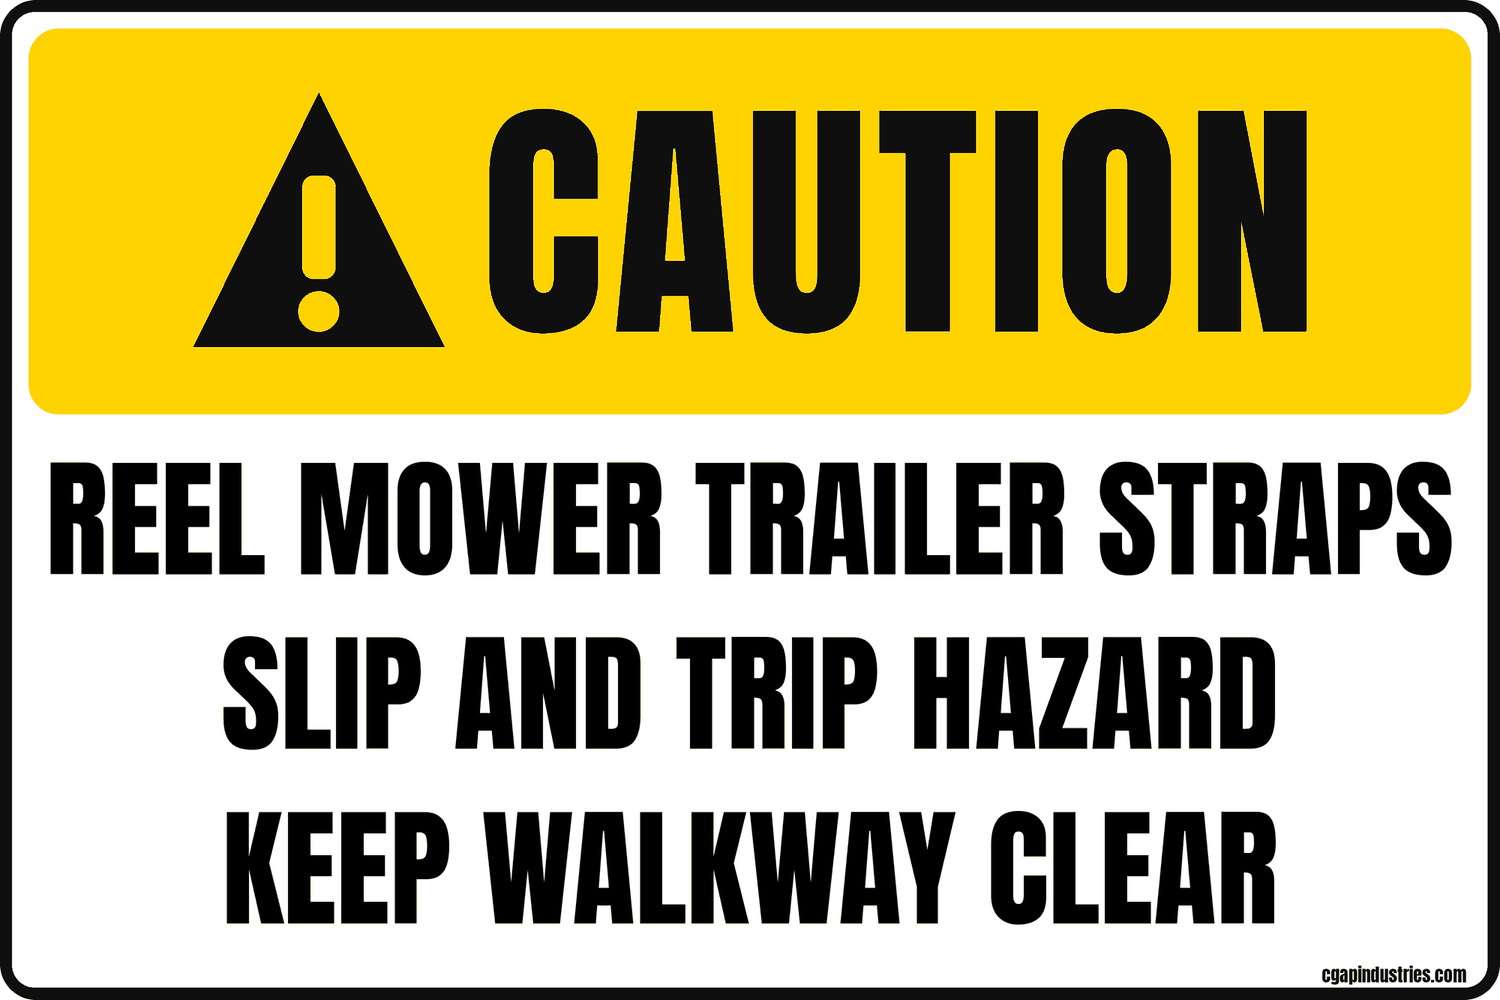 CAUTION
REEL MOWER TRAILER STRAPS
SLIP AND TRIP HAZARD
KEEP WALKWAY CLEAR
cgapindustries.com